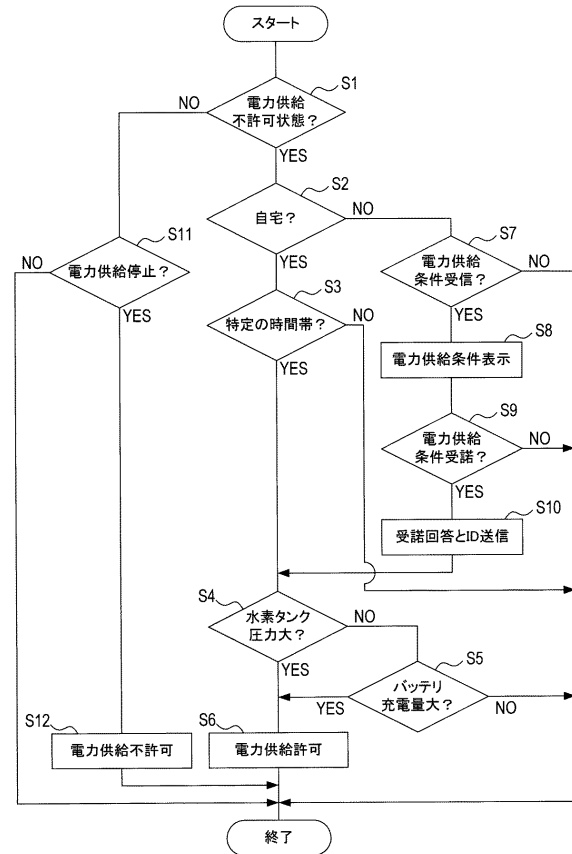 スタート
S1
電力供給
不許可状態？
NO
YES
S2
自宅？
NO
YES
S11
電力供給停止？
NO
YES
S7
電力供給
条件受信？
NO
YES
S3
特定の時間帯？
NO
YES
S8
電力供給条件表示
S9
電力供給
条件受諾？
NO
YES
S10
受諾回答とID送信
S4
水素タンク
圧力大？
NO
YES
S5
バッテリ
充電量大？
YES
NO
S12
電力供給不許可
S6
電力供給許可
終了